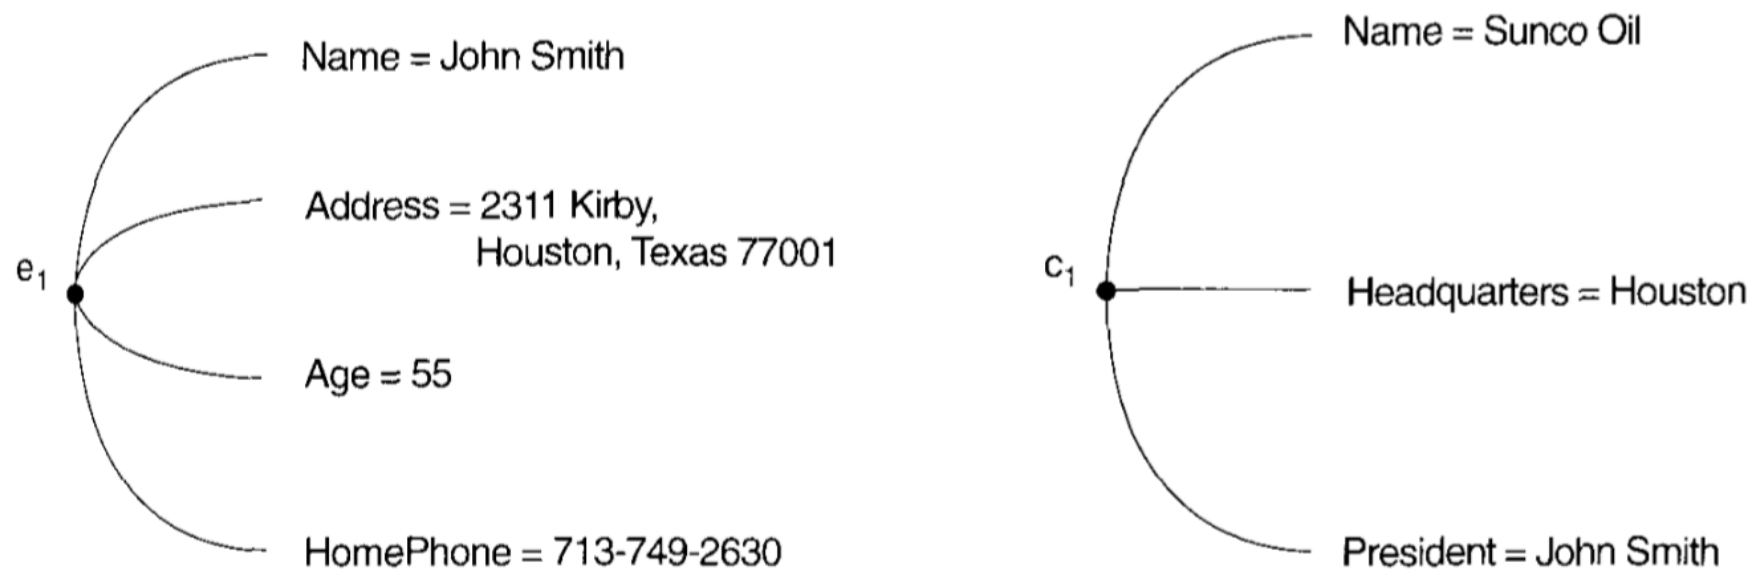 Name = John Smith
Address = 2311 Kirby,
Houston, Texas 77001
e1
Age = 55
HomePhone = 713-749-2630
Name = Sunco Oil
c1
Headquarters = Houston
President = John Smith